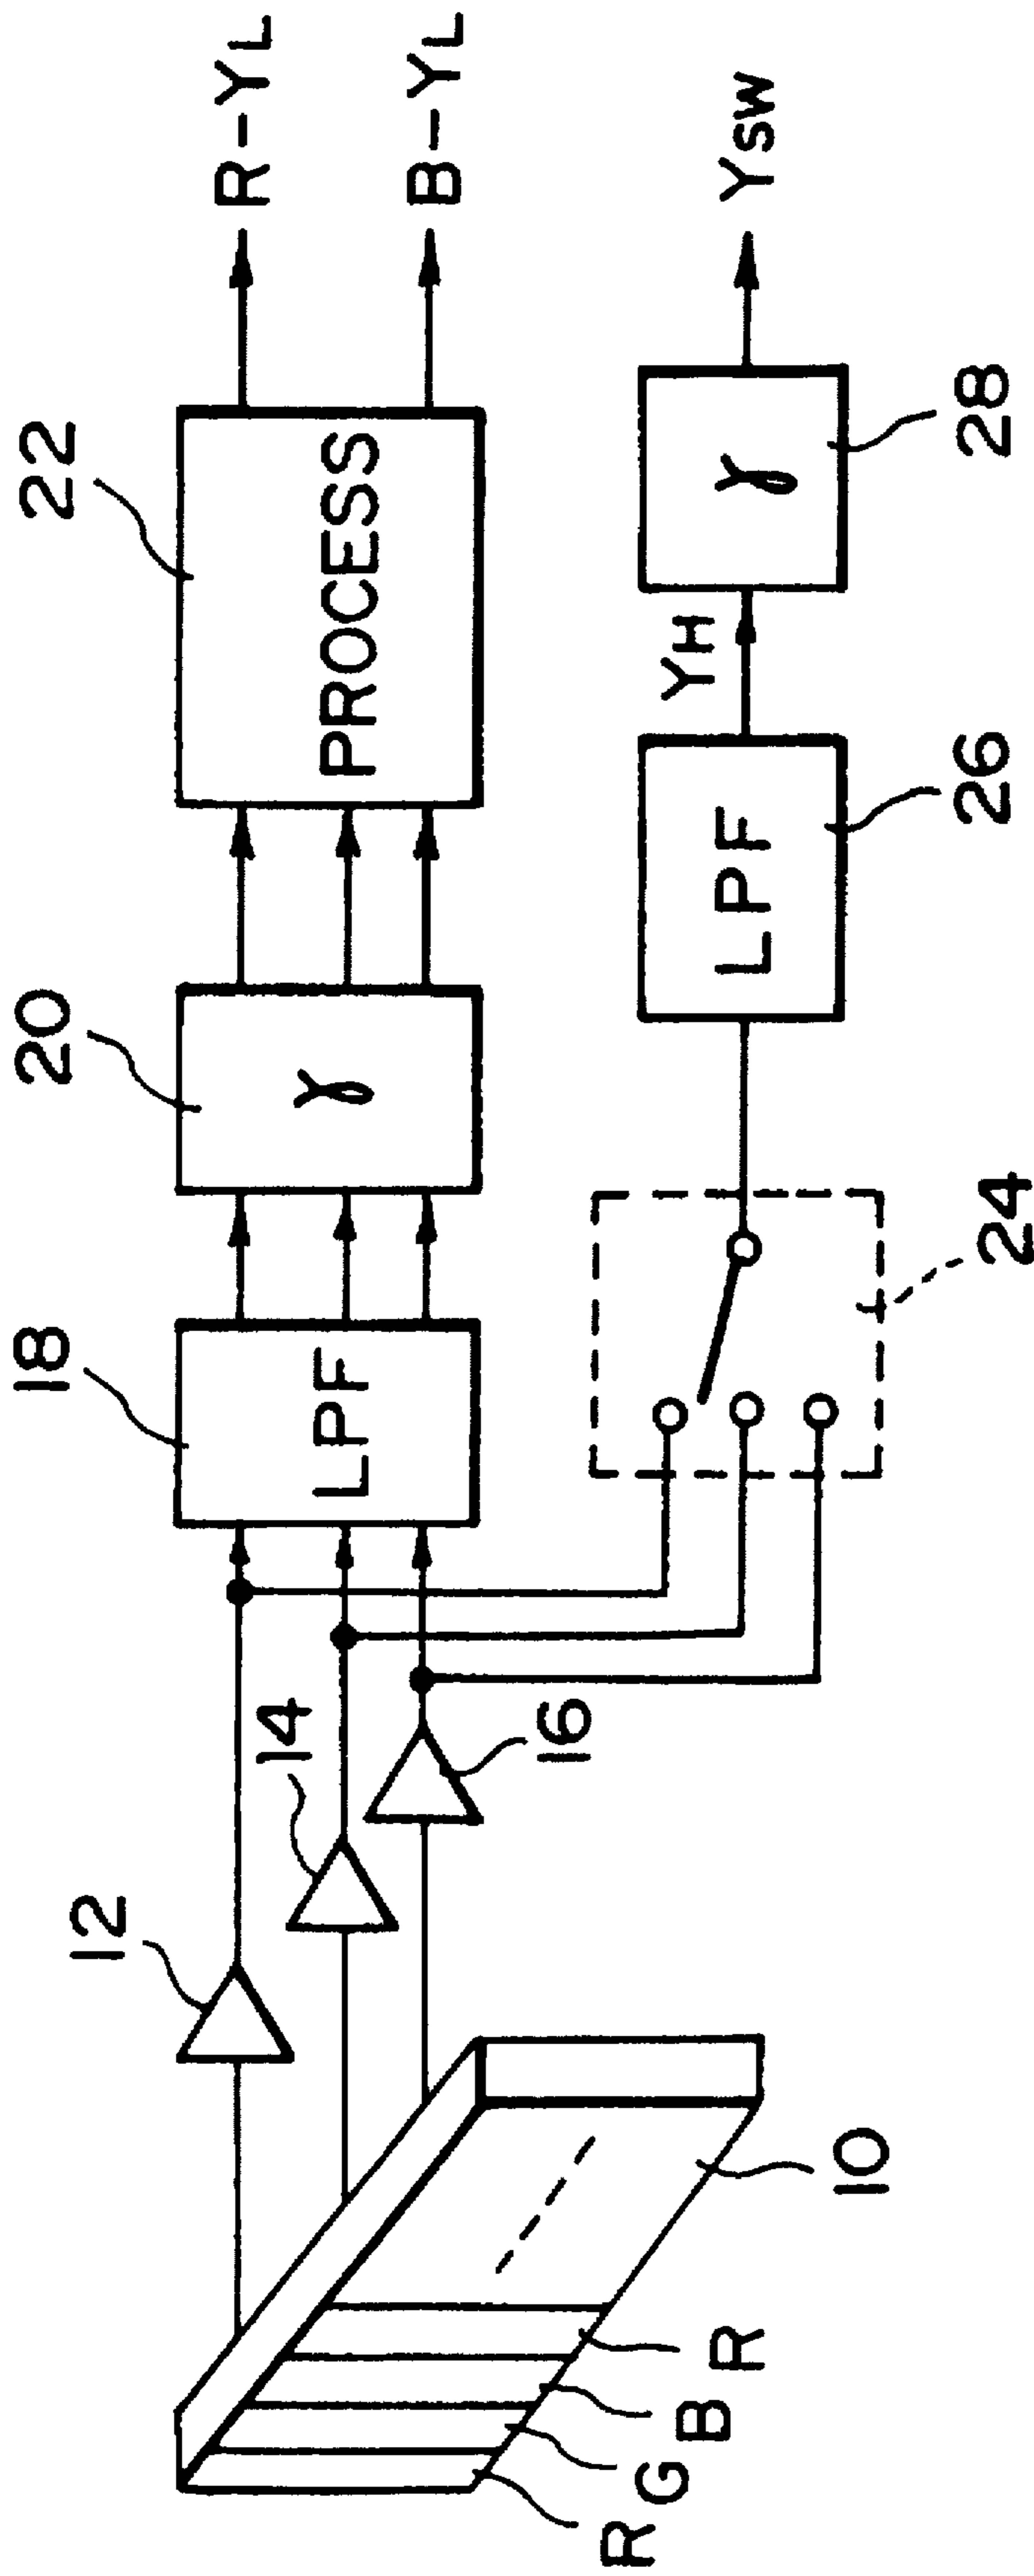 R-YL
B-YL
YSW
22
PROCESS
28
γ
YH
20
γ
26
LPF
18
LPF
24
14
16
12
10
R
B
G
R